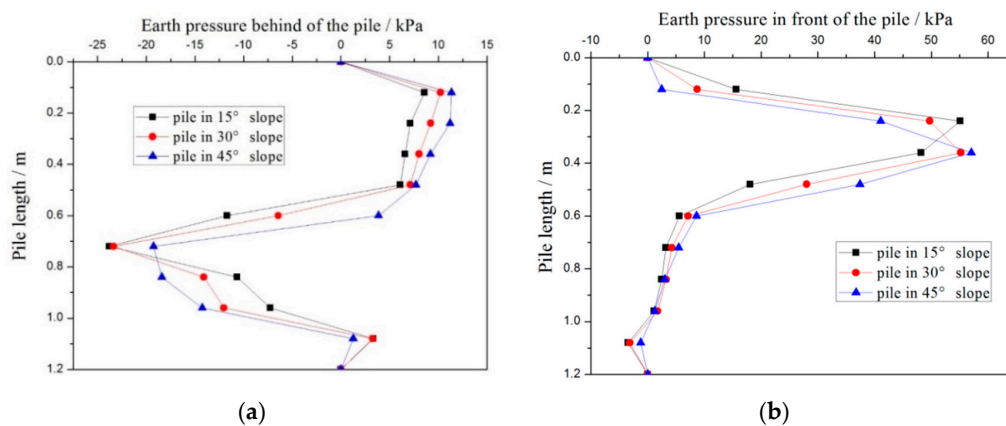 Earth pressure behind of the pile / kPa
-25 -20 -15 -10 -5 0 5 10 15
0.0
0.2
0.4
0.6
0.8
1.0
1.2
Pile length / m
pile in 15° slope
pile in 30° slope
pile in 45° slope
(a)
Earth pressure in front of the pile / kPa
-10 0 10 20 30 40 50 60
0.0
0.2
0.4
0.6
0.8
1.0
1.2
Pile length / m
pile in 15° slope
pile in 30° slope
pile in 45° slope
(b)